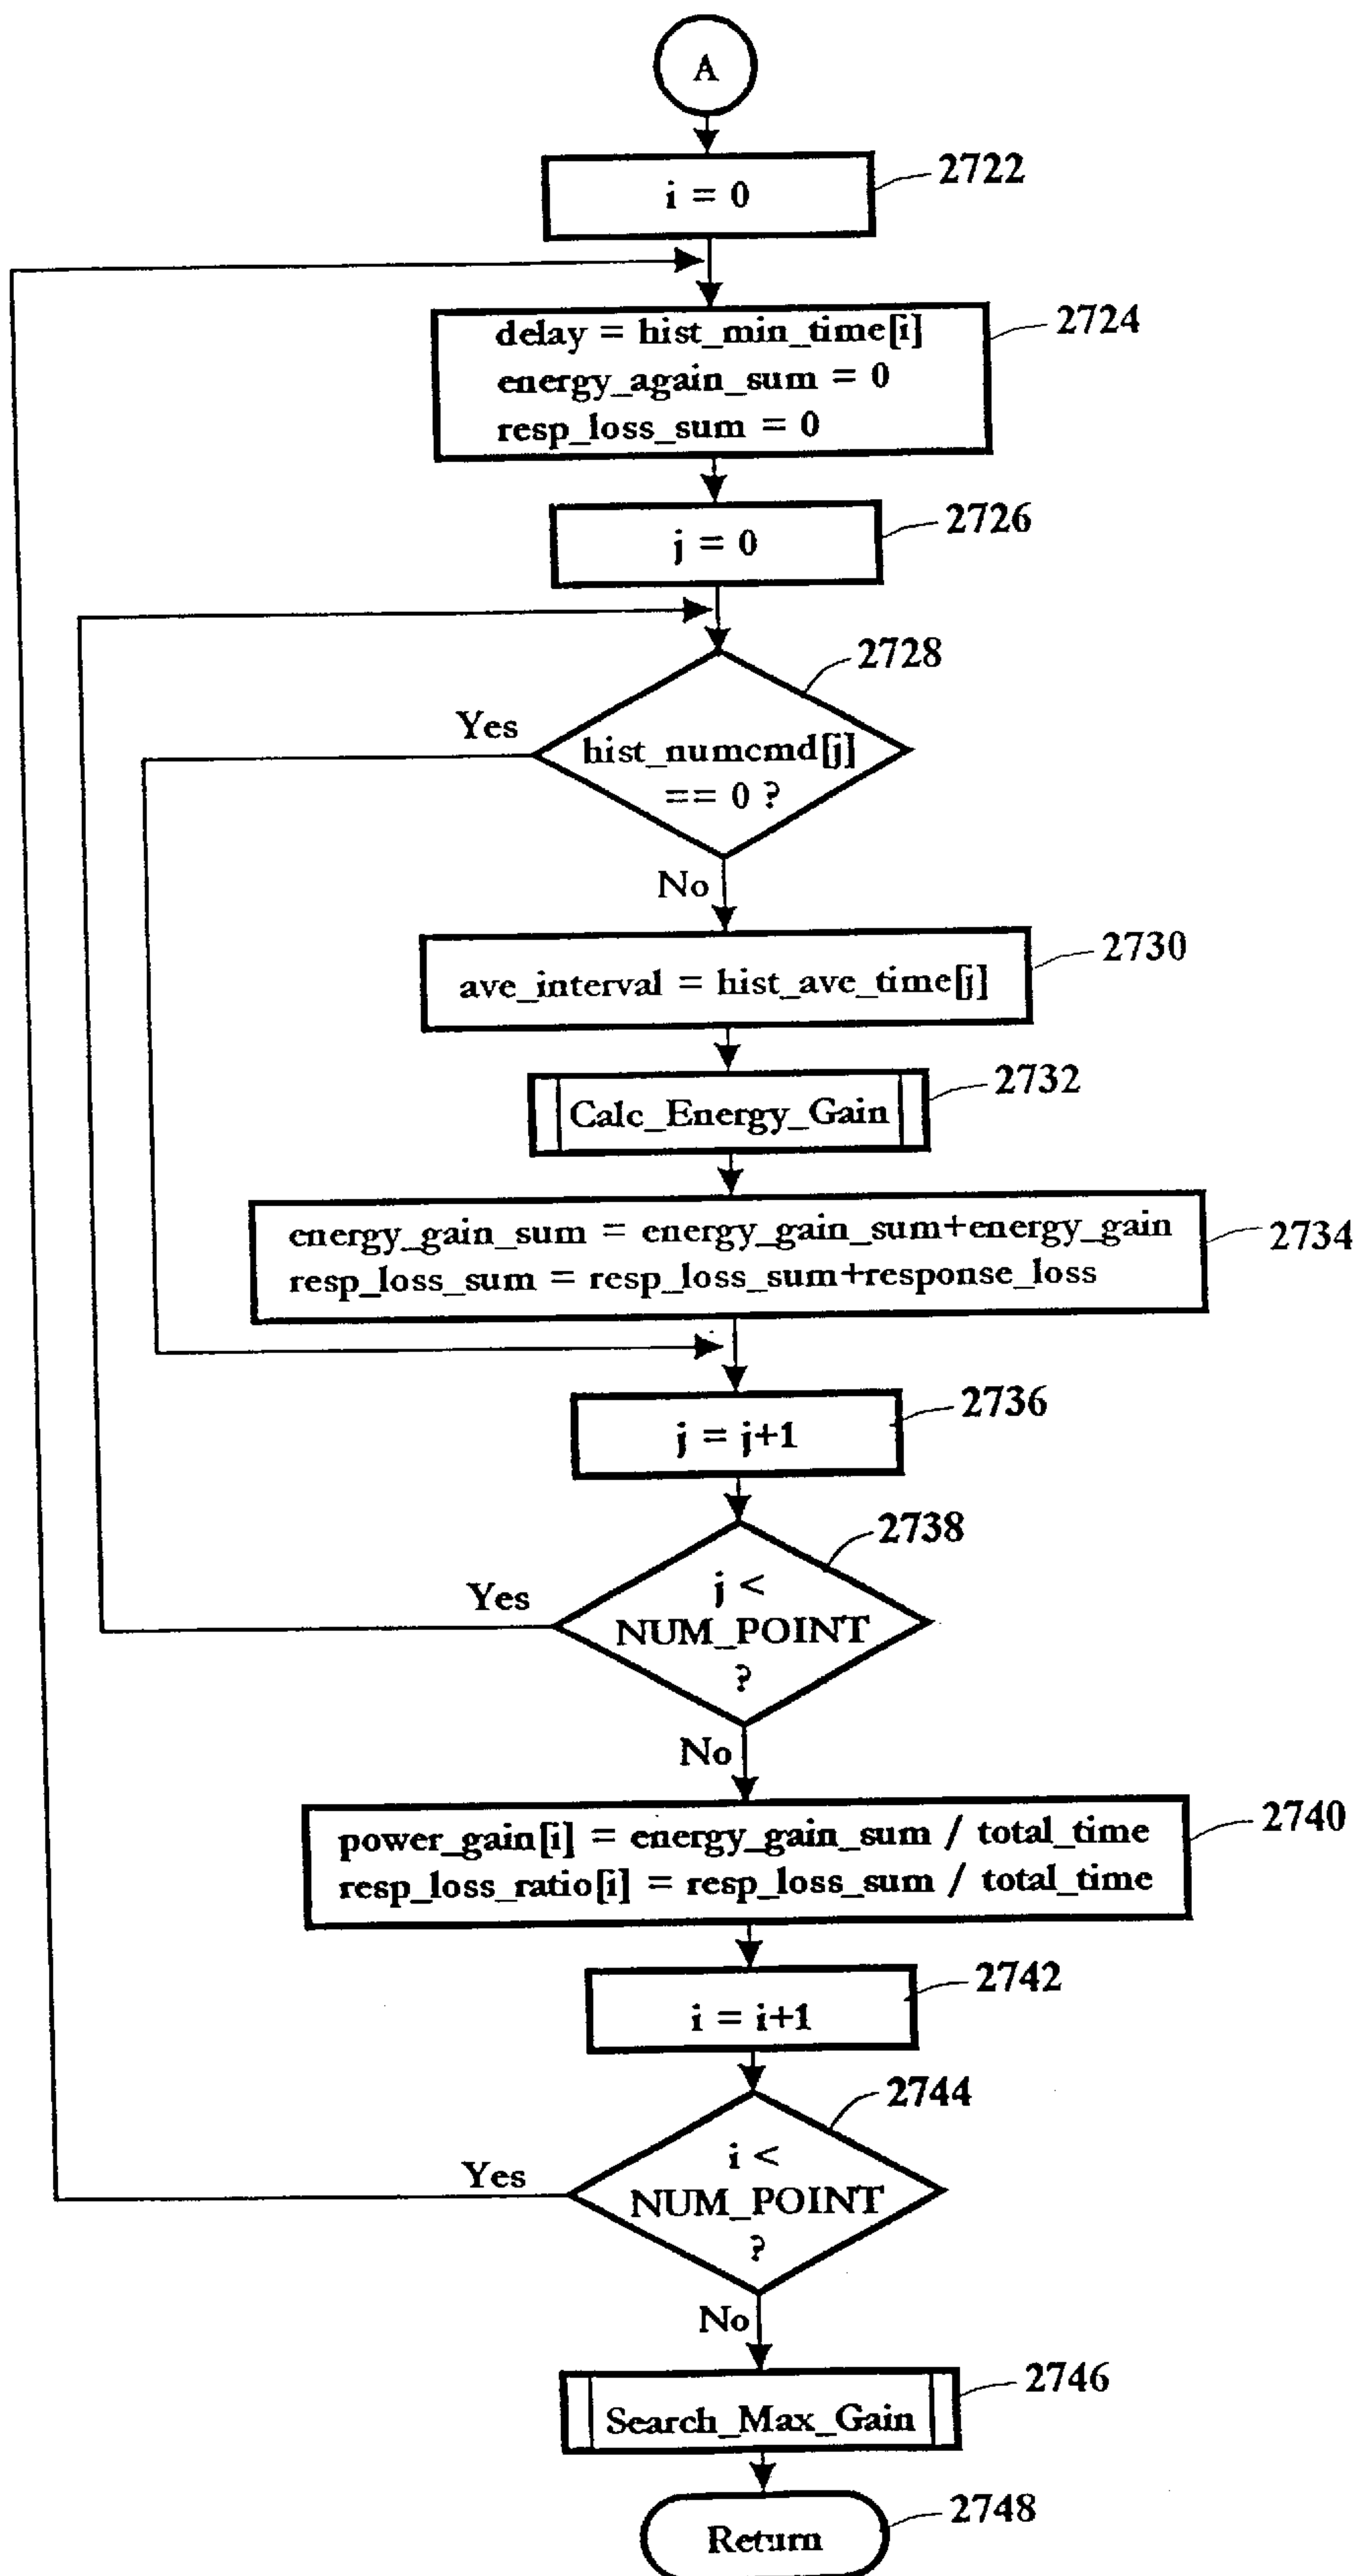 A
i = 0
2722
delay = hist_min_time[i]
energy_again_sum = 0
resp_loss_sum = 0
2724
j = 0
2726
2728
Yes
hist_numcmd[j]
== 0 ?
No
ave_interval = hist_ave_time[j]
2730
Calc_Energy_Gain
2732
energy_gain_sum = energy_gain_sum+energy_gain
resp_loss_sum = resp_loss_sum+response_loss
2734
j = j+1
2736
2738
Yes
j <
NUM_POINT
?
No
power_gain[i] = energy_gain_sum / total_time
resp_loss_ratio[i] = resp_loss_sum / total_time
2740
i = i+1
2742
2744
Yes
i <
NUM_POINT
?
No
Search_Max_Gain
2746
Return
2748